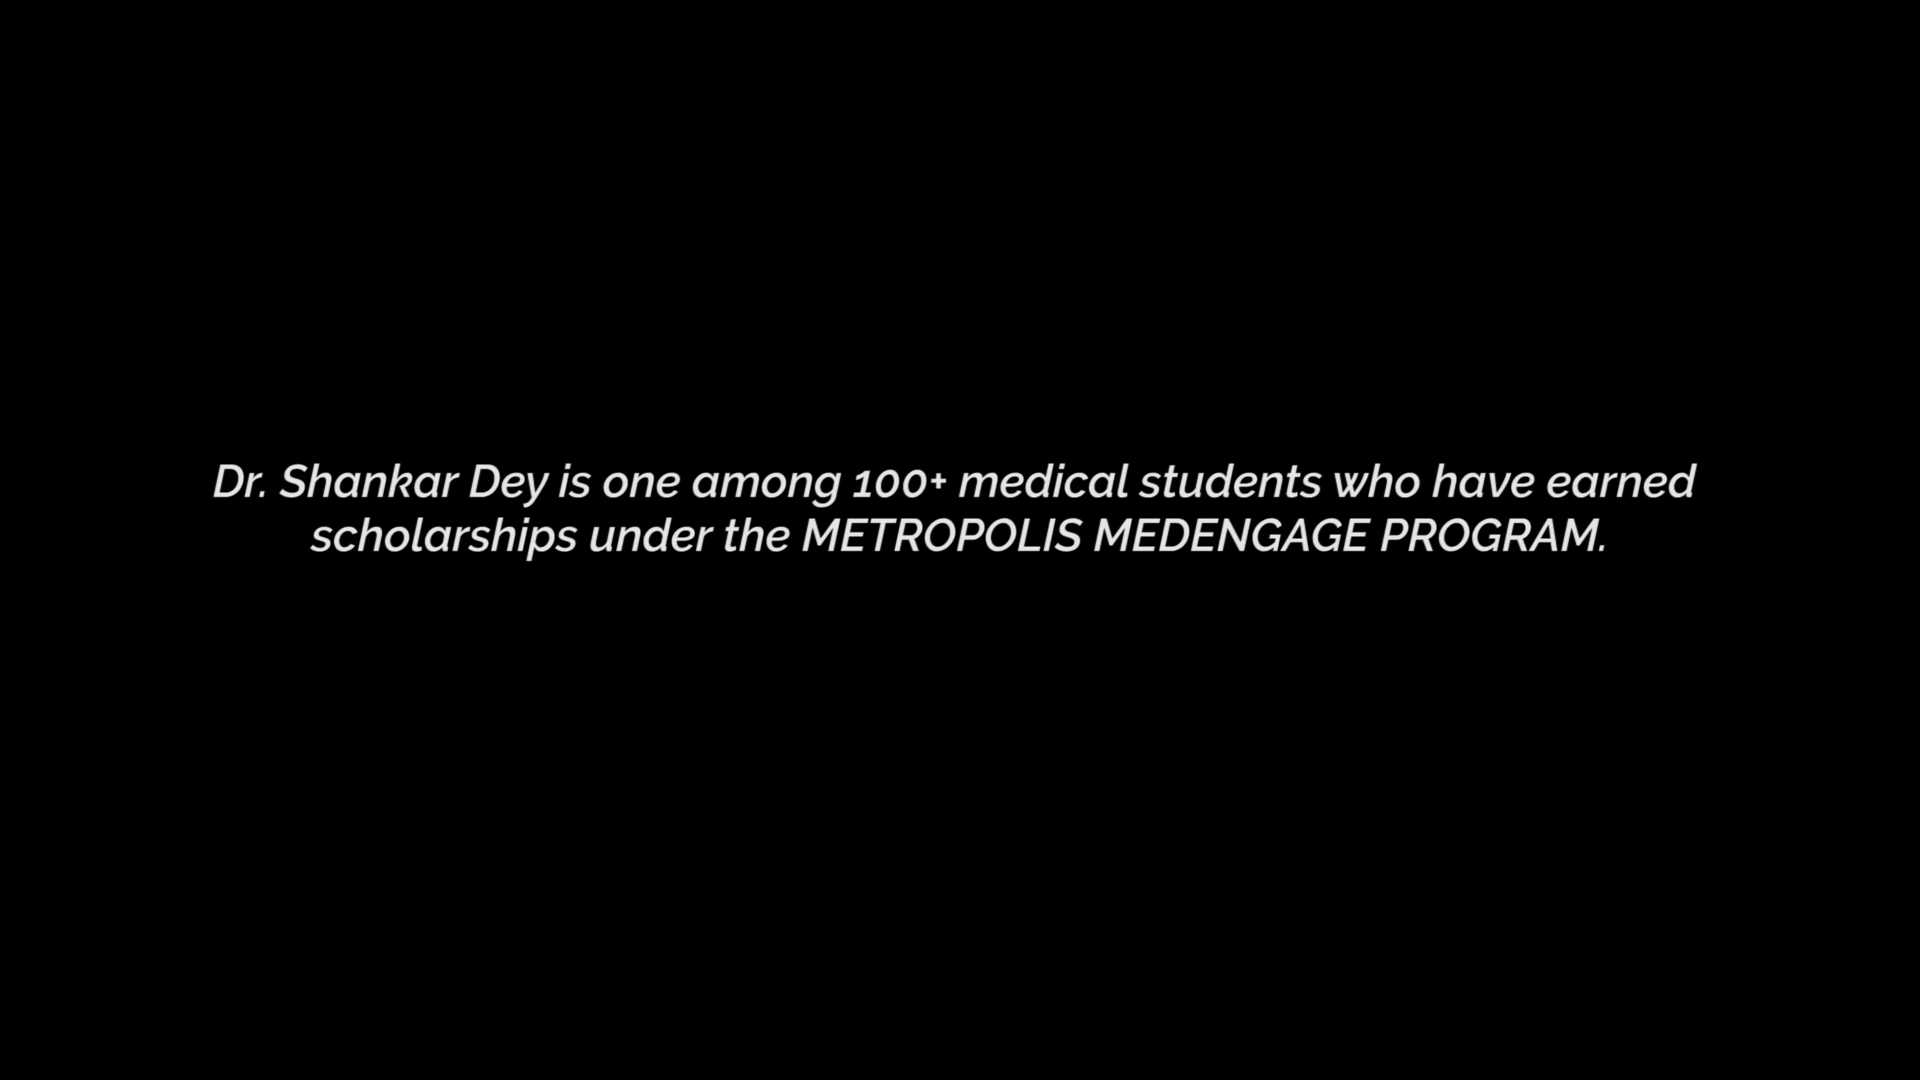 Dr. Shankar Dey is one among 100+ medical students who have earned
scholarships under the METROPOLIS MEDENGAGE PROGRAM.